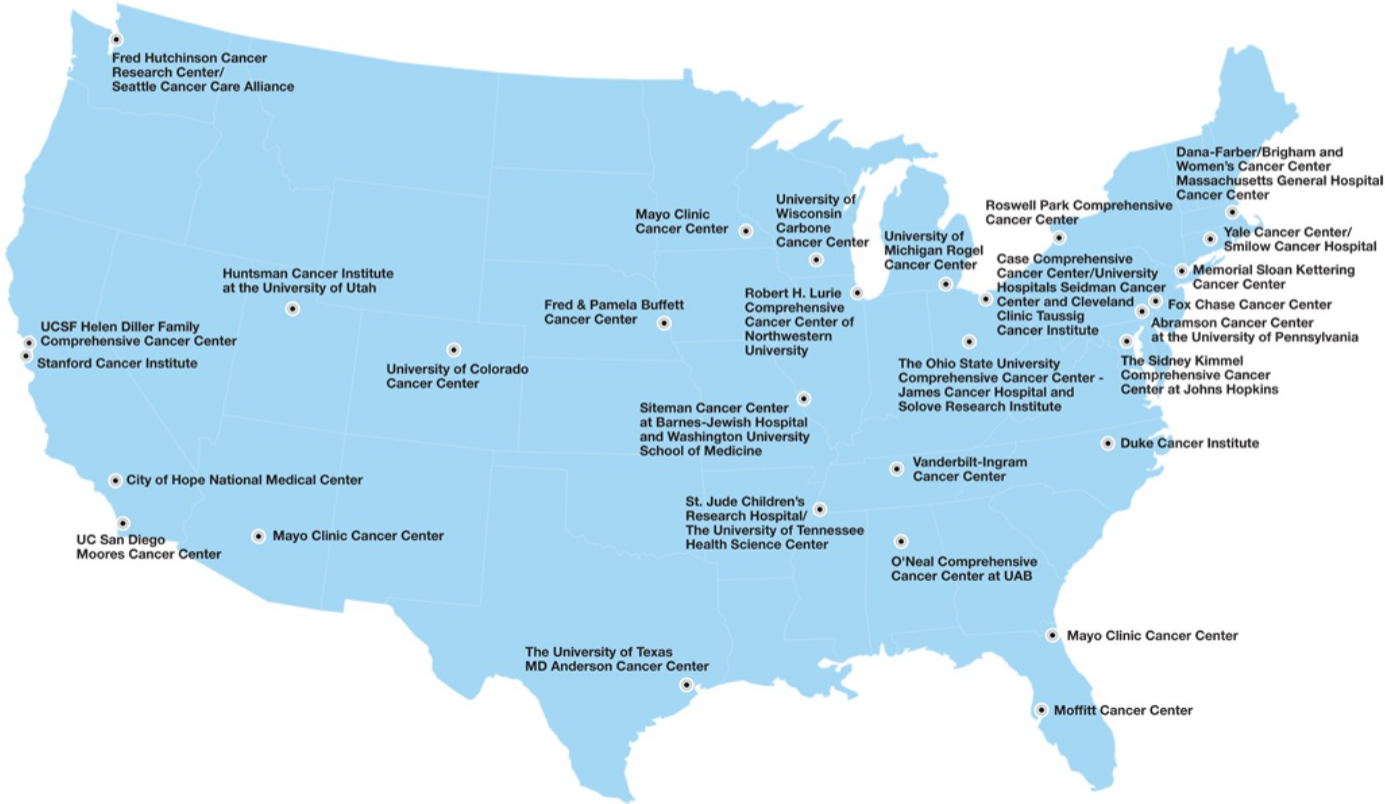 Fred Hutchinson Cancer
Research Center/
Seattle Cancer Care Alliance
Dana-Farber/Brigham and
Women's Cancer Center
Massachusetts General Hospital
Cancer Center
University of
Wisconsin
Carbone
Cancer Center
Mayo Clinic
Cancer Center
Roswell Park Comprehensive
Cancer Center
University of
Michigan Rogel
Cancer Center
Yale Cancer Center/
Smilow Cancer Hospital
Case Comprehensive
Cancer Center/University
Hospitals Seidman Cancer
Center and Cleveland
Clinic Taussig
Cancer Institute
Memorial Sloan Kettering
Cancer Center
Huntsman Cancer Institute
at the University of Utah
Fred & Pamela Buffett
Cancer Center
Robert H. Lurie
Comprehensive
Cancer Center of
Northwestern
University
Fox Chase Cancer Center
Abramson Cancer Center
at the University of Pennsylvania
UCSF Helen Diller Family
Comprehensive Cancer Center
Stanford Cancer Institute
University of Colorado
Cancer Center
The Ohio State University
Comprehensive Cancer Center -
James Cancer Hospital and
Solove Research Institute
The Sidney Kimmel
Comprehensive Cancer
Center at Johns Hopkins
Siteman Cancer Center
at Barnes-Jewish Hospital
and Washington University
School of Medicine
Duke Cancer Institute
Vanderbilt-Ingram
Cancer Center
City of Hope National Medical Center
St. Jude Children's
Research Hospital/
The University of Tennessee
Health Science Center
UC San Diego
Moores Cancer Center
Mayo Clinic Cancer Center
O'Neal Comprehensive
Cancer Center at UAB
Mayo Clinic Cancer Center
The University of Texas
MD Anderson Cancer Center
Moffitt Cancer Center